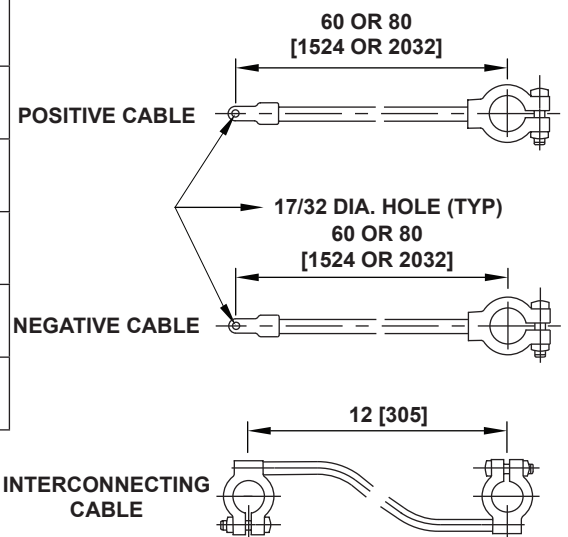 60 OR 80
[1524 OR 2032]
POSITIVE CABLE
17/32 DIA. HOLE (TYP)
60 OR 80
[1524 OR 2032]
NEGATIVE CABLE
12 [305]
INTERCONNECTING
CABLE